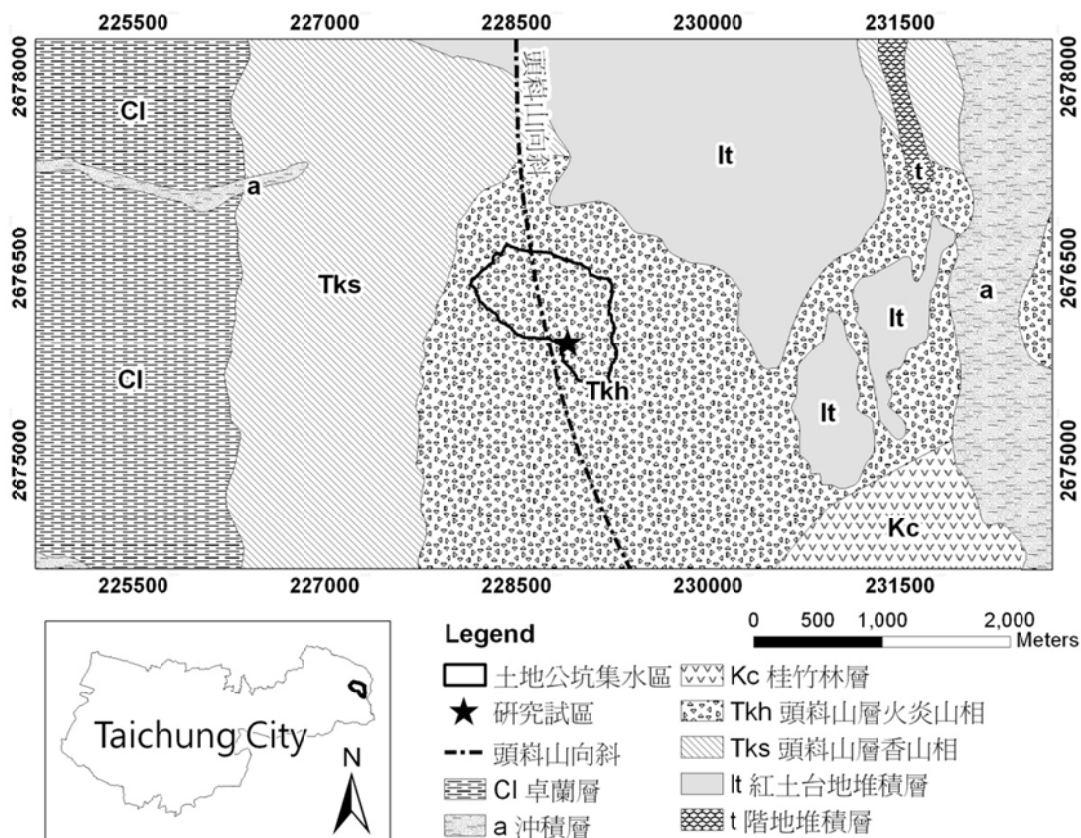 225500 227000 228500 230000 231500
2678000 2678000
頭嵙山向斜
Cl
lt
t
a
2676500 2676500
Tks
a
lt
Cl
Tkh
lt
2675000 2675000
Kc
225500 227000 228500 230000 231500
0 500 1,000 2,000
Meters
Taichung City
N
Legend
土地公坑集水區
研究試區
頭嵙山向斜
Cl 卓蘭層
a 沖積層
Kc 桂竹林層
Tkh 頭嵙山層火炎山相
Tks 頭嵙山層香山相
lt 紅土台地堆積層
t 階地堆積層